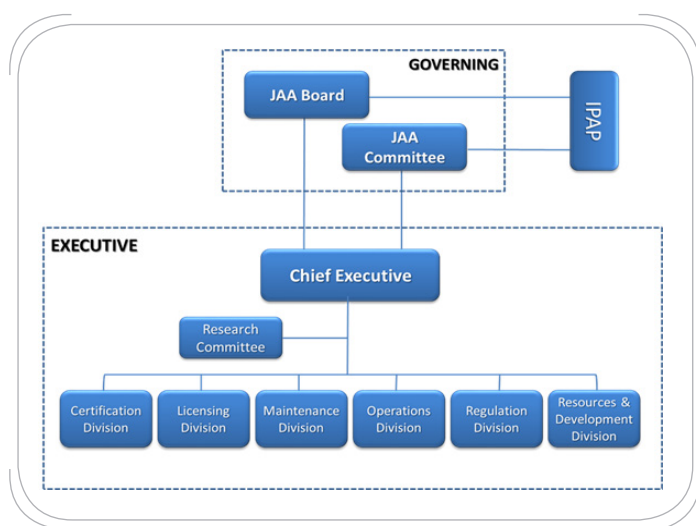 GOVERNING
JAA Board
JAA
Committee
IPAP
EXECUTIVE
Chief Executive
Research
Committee
Certification
Division
Licensing
Division
Maintenance
Division
Operations
Division
Regulation
Division
Resources &
Development
Division